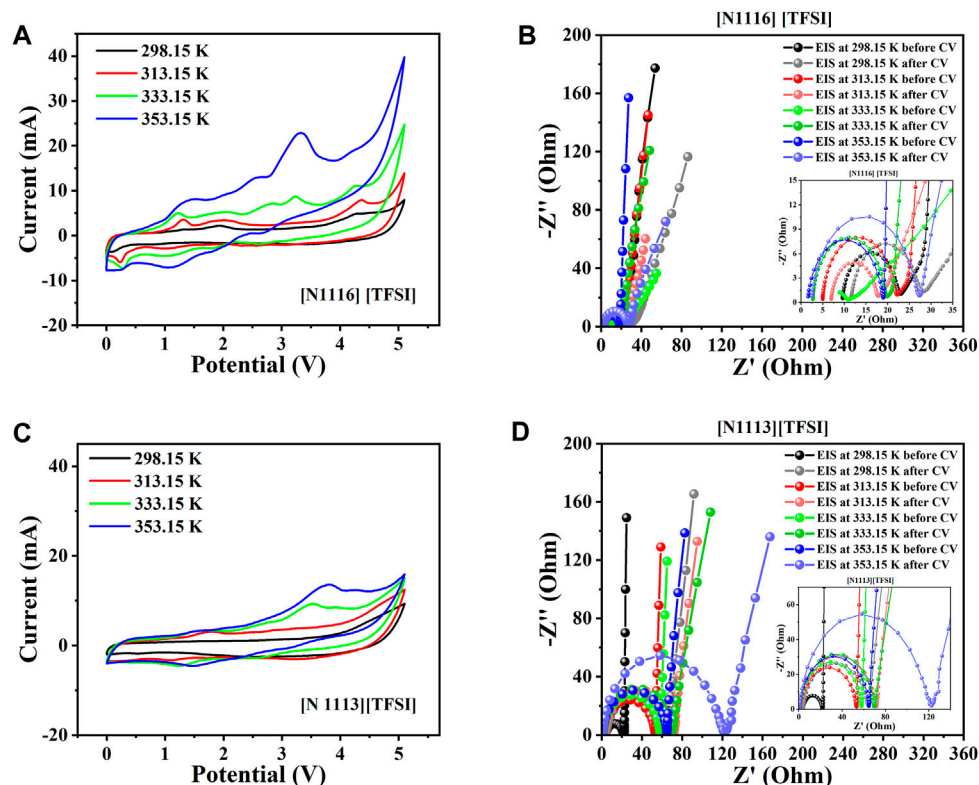 A
298.15 K
313.15 K
333.15 K
353.15 K
Current (mA)
40
20
0
-20
0 1 2 3 4 5
Potential (V)
[N1116] [TFSI]
B
[N1116] [TFSI]
EIS at 298.15 K before CV
EIS at 298.15 K after CV
EIS at 313.15 K before CV
EIS at 313.15 K after CV
EIS at 333.15 K before CV
EIS at 333.15 K after CV
EIS at 353.15 K before CV
EIS at 353.15 K after CV
-Z'' (Ohm)
200
160
120
80
40
0
0 40 80 120 160 200 240 280 320 360
Z' (Ohm)
[N1116] [TFSI]
-Z'' (Ohm)
15
12
9
6
3
0
0 5 10 15 20 25 30 35
Z' (Ohm)
C
298.15 K
313.15 K
333.15 K
353.15 K
Current (mA)
40
20
0
-20
0 1 2 3 4 5
Potential (V)
[N 1113][TFSI]
D
[N1113][TFSI]
EIS at 298.15 K before CV
EIS at 298.15 K after CV
EIS at 313.15 K before CV
EIS at 313.15 K after CV
EIS at 333.15 K before CV
EIS at 333.15 K after CV
EIS at 353.15 K before CV
EIS at 353.15 K after CV
-Z'' (Ohm)
200
160
120
80
40
0
0 40 80 120 160 200 240 280 320 360
Z' (Ohm)
[N1113][TFSI]
-Z'' (Ohm)
60
40
20
0
0 40 80 120
Z' (Ohm)